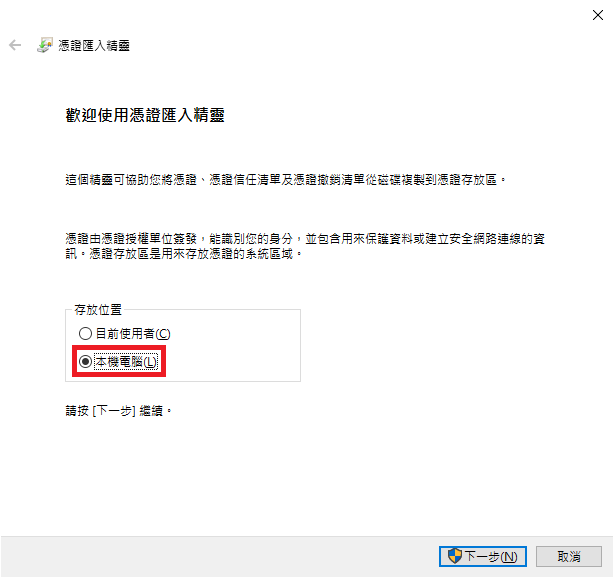 憑證匯入精靈
歡迎使用憑證匯入精靈
這個精靈可協助您將憑證、憑證信任清單及憑證撤銷清單從磁碟複製到憑證存放區。
憑證由憑證授權單位簽發，能識別您的身分，並包含用來保護資料或建立安全網路連線的資
訊。憑證存放區是用來存放憑證的系統區域。
存放位置
目前使用者(C)
本機電腦(L)
請按 [下一步] 繼續。
下一步(N)
取消